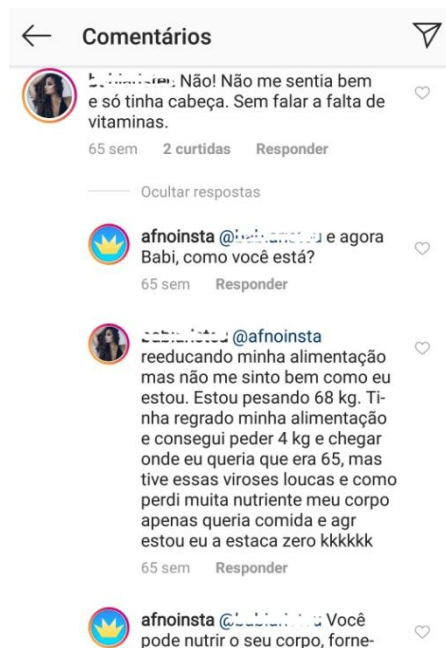 Comentários
Não! Não me sentia bem
e só tinha cabeça. Sem falar a falta de
vitaminas.
65 sem 2 curtidas Responder
Ocultar respostas
afnoinsta e agora
Babi, como você está?
65 sem Responder
@afnoinsta
reeducando minha alimentação
mas não me sinto bem como eu
estou. Estou pesando 68 kg. Ti-
nha regrado minha alimentação
e consegui peder 4 kg e chegar
onde eu queria que era 65, mas
tive essas viroses loucas e como
perdi muita nutriente meu corpo
apenas queria comida e agr
estou eu a estaca zero kkkkkk
65 sem Responder
afnoinsta Você
pode nutrir o seu corpo, forne-